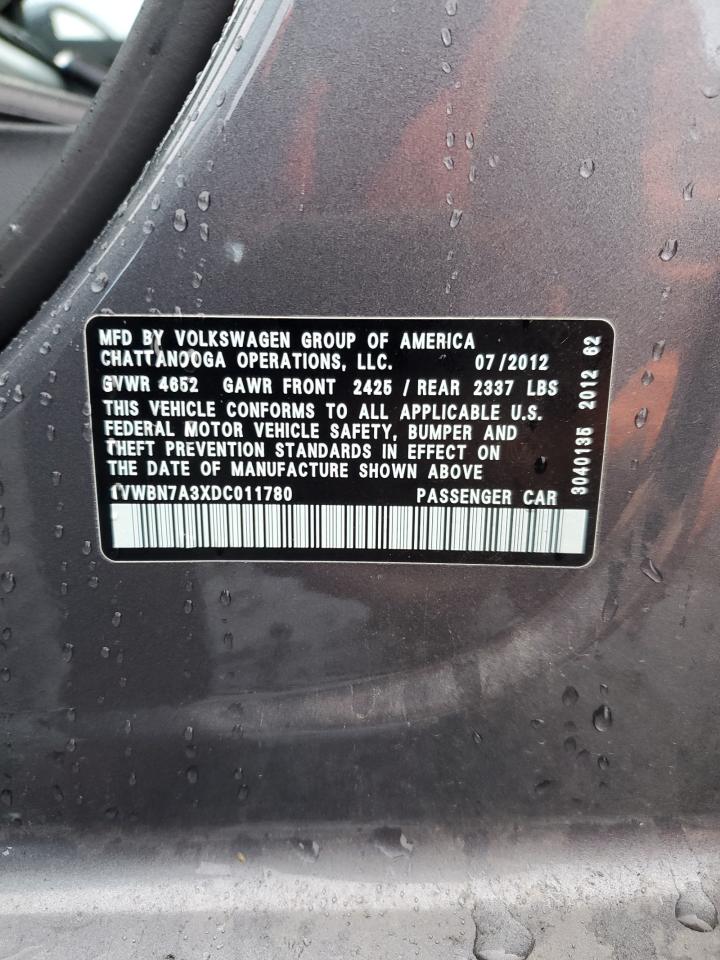 MFD BY VOLKSWAGEN GROUP OF AMERICA
CHATTANOOGA OPERATIONS, LLC. 07/2012
GVWR 4652 GAWR FRONT 2425 / REAR 2337 LBS
THIS VEHICLE CONFORMS TO ALL APPLICABLE U.S.
FEDERAL MOTOR VEHICLE SAFETY, BUMPER AND
THEFT PREVENTION STANDARDS IN EFFECT ON
THE DATE OF MANUFACTURE SHOWN ABOVE
1VWBN7A3XDC011780 PASSENGER CAR
3040135 2012 62